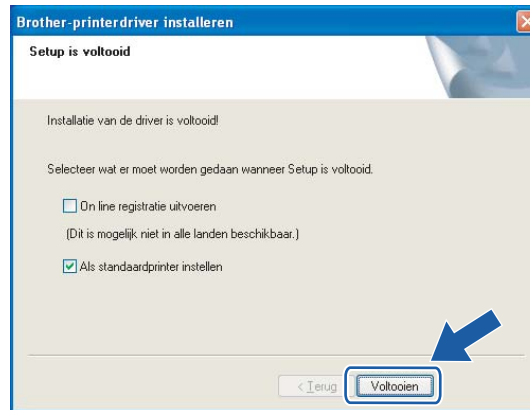 Brother-printerdriver installeren
Setup is voltooid
Installatie van de driver is voltooid!
Selecteer wat er moet worden gedaan wanneer Setup is voltooid.
On line registratie uitvoeren
(Dit is mogelijk niet in alle landen beschikbaar.)
Als standaardprinter instellen
< Terug
Voltooien